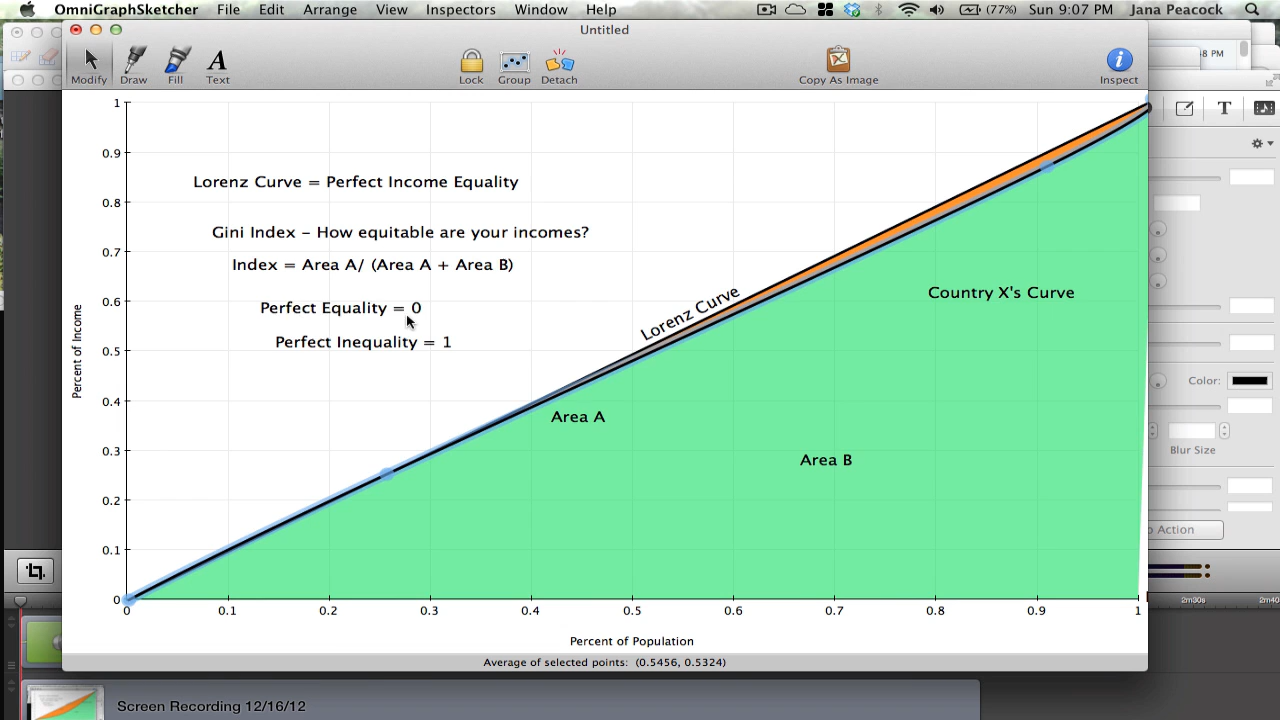 OmniGraphSketcher File Edit Arrange View Inspectors Window Help (77%) Sun 9:07 PM Jana Peacock
Untitled
Modify Draw Fill Text Lock Group Detach Copy As Image Inspect
8 PM
T
Lorenz Curve = Perfect Income Equality
Gini Index – How equitable are your incomes?
Index = Area A/ (Area A + Area B)
Perfect Equality = 0
Perfect Inequality = 1
Lorenz Curve
Country X's Curve
Area A
Area B
Percent of Income
1
0.9
0.8
0.7
0.6
0.5
0.4
0.3
0.2
0.1
0
0 0.1 0.2 0.3 0.4 0.5 0.6 0.7 0.8 0.9 1
Percent of Population
Average of selected points: (0.5456, 0.5324)
Color:
Blur Size
Action
2m30s 2m40
Screen Recording 12/16/12